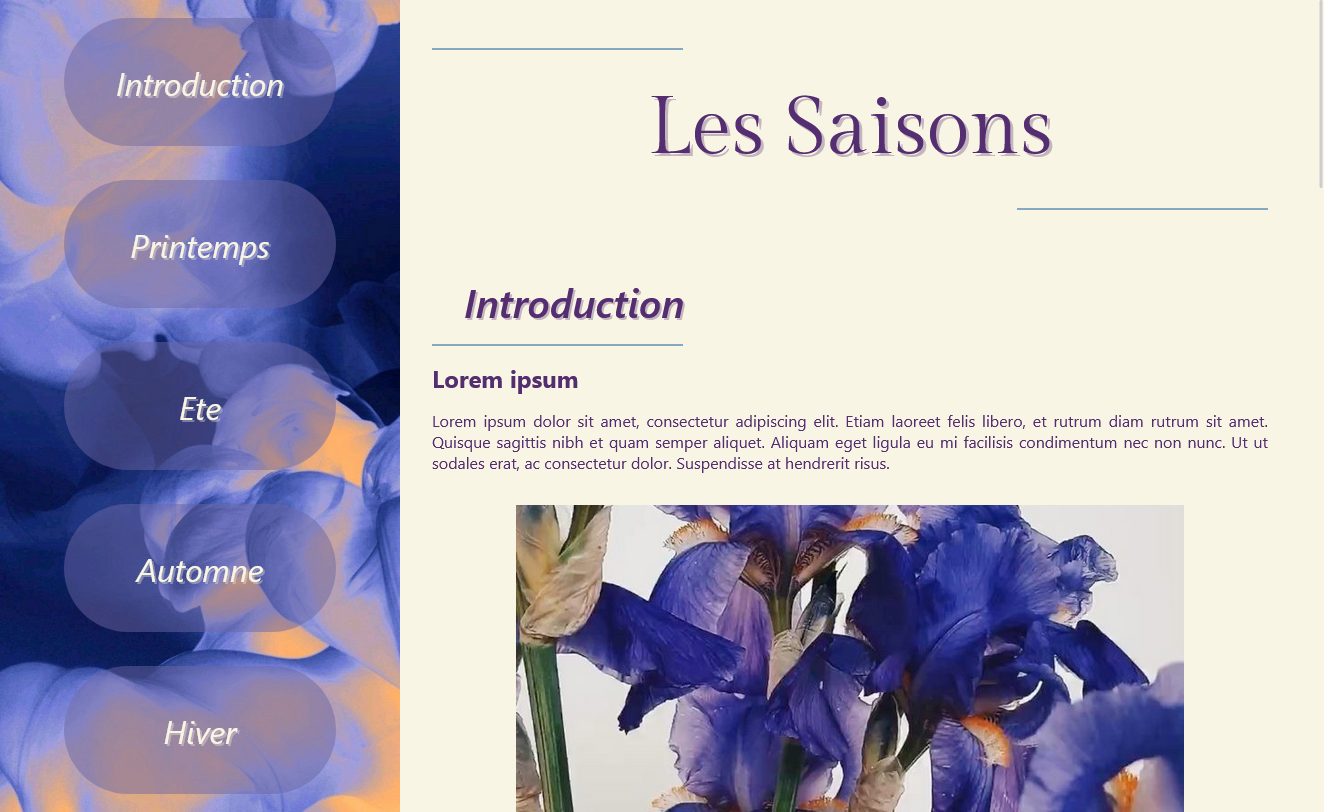 Introduction
Printemps
Ete
Automne
Hiver
Les Saisons
Introduction
Lorem ipsum
Lorem ipsum dolor sit amet, consectetur adipiscing elit. Etiam laoreet felis libero, et rutrum diam rutrum sit amet.
Quisque sagittis nibh et quam semper aliquet. Aliquam eget ligula eu mi facilisis condimentum nec non nunc. Ut ut
sodales erat, ac consectetur dolor. Suspendisse at hendrerit risus.